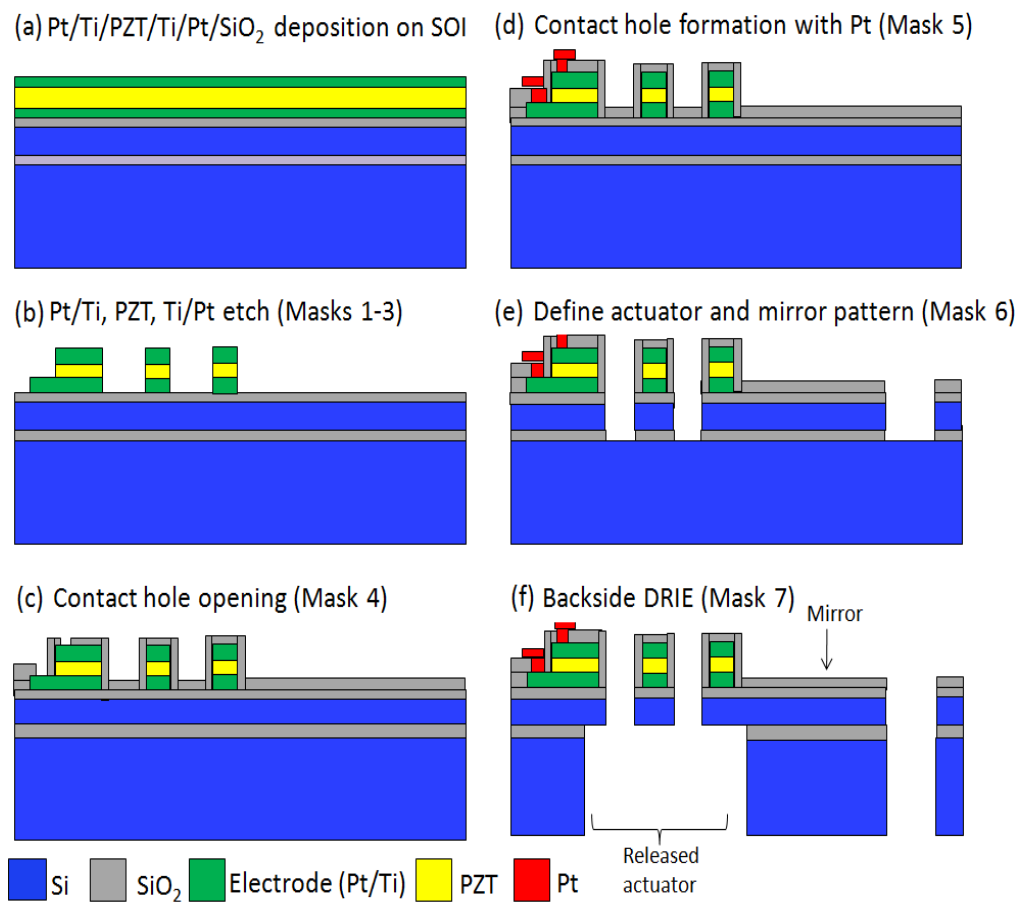 (a) Pt/Ti/PZT/Ti/Pt/SiO₂ deposition on SOI
(b) Pt/Ti, PZT, Ti/Pt etch (Masks 1-3)
(c) Contact hole opening (Mask 4)
(d) Contact hole formation with Pt (Mask 5)
(e) Define actuator and mirror pattern (Mask 6)
(f) Backside DRIE (Mask 7)
Mirror
Released
actuator
Si
SiO₂
Electrode (Pt/Ti)
PZT
Pt